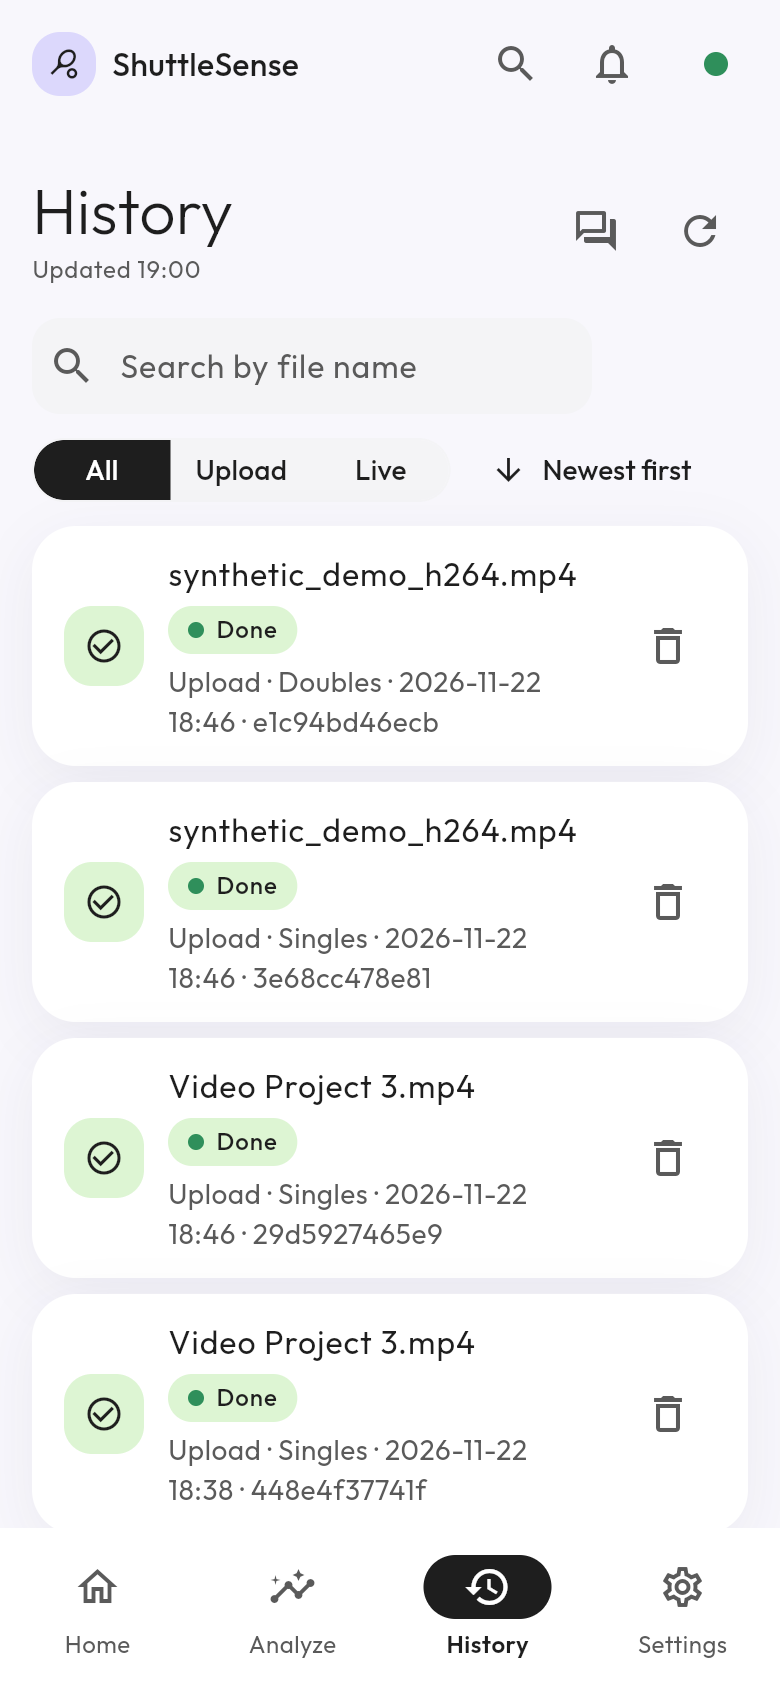 ShuttleSense
History
Updated 19:00
Search by file name
All Upload Live Newest first
synthetic_demo_h264.mp4
Done
Upload · Doubles · 2026-11-22
18:46 · e1c94bd46ecb
synthetic_demo_h264.mp4
Done
Upload · Singles · 2026-11-22
18:46 · 3e68cc478e81
Video Project 3.mp4
Done
Upload · Singles · 2026-11-22
18:46 · 29d5927465e9
Video Project 3.mp4
Done
Upload · Singles · 2026-11-22
18:38 · 448e4f37741f
Home Analyze History Settings